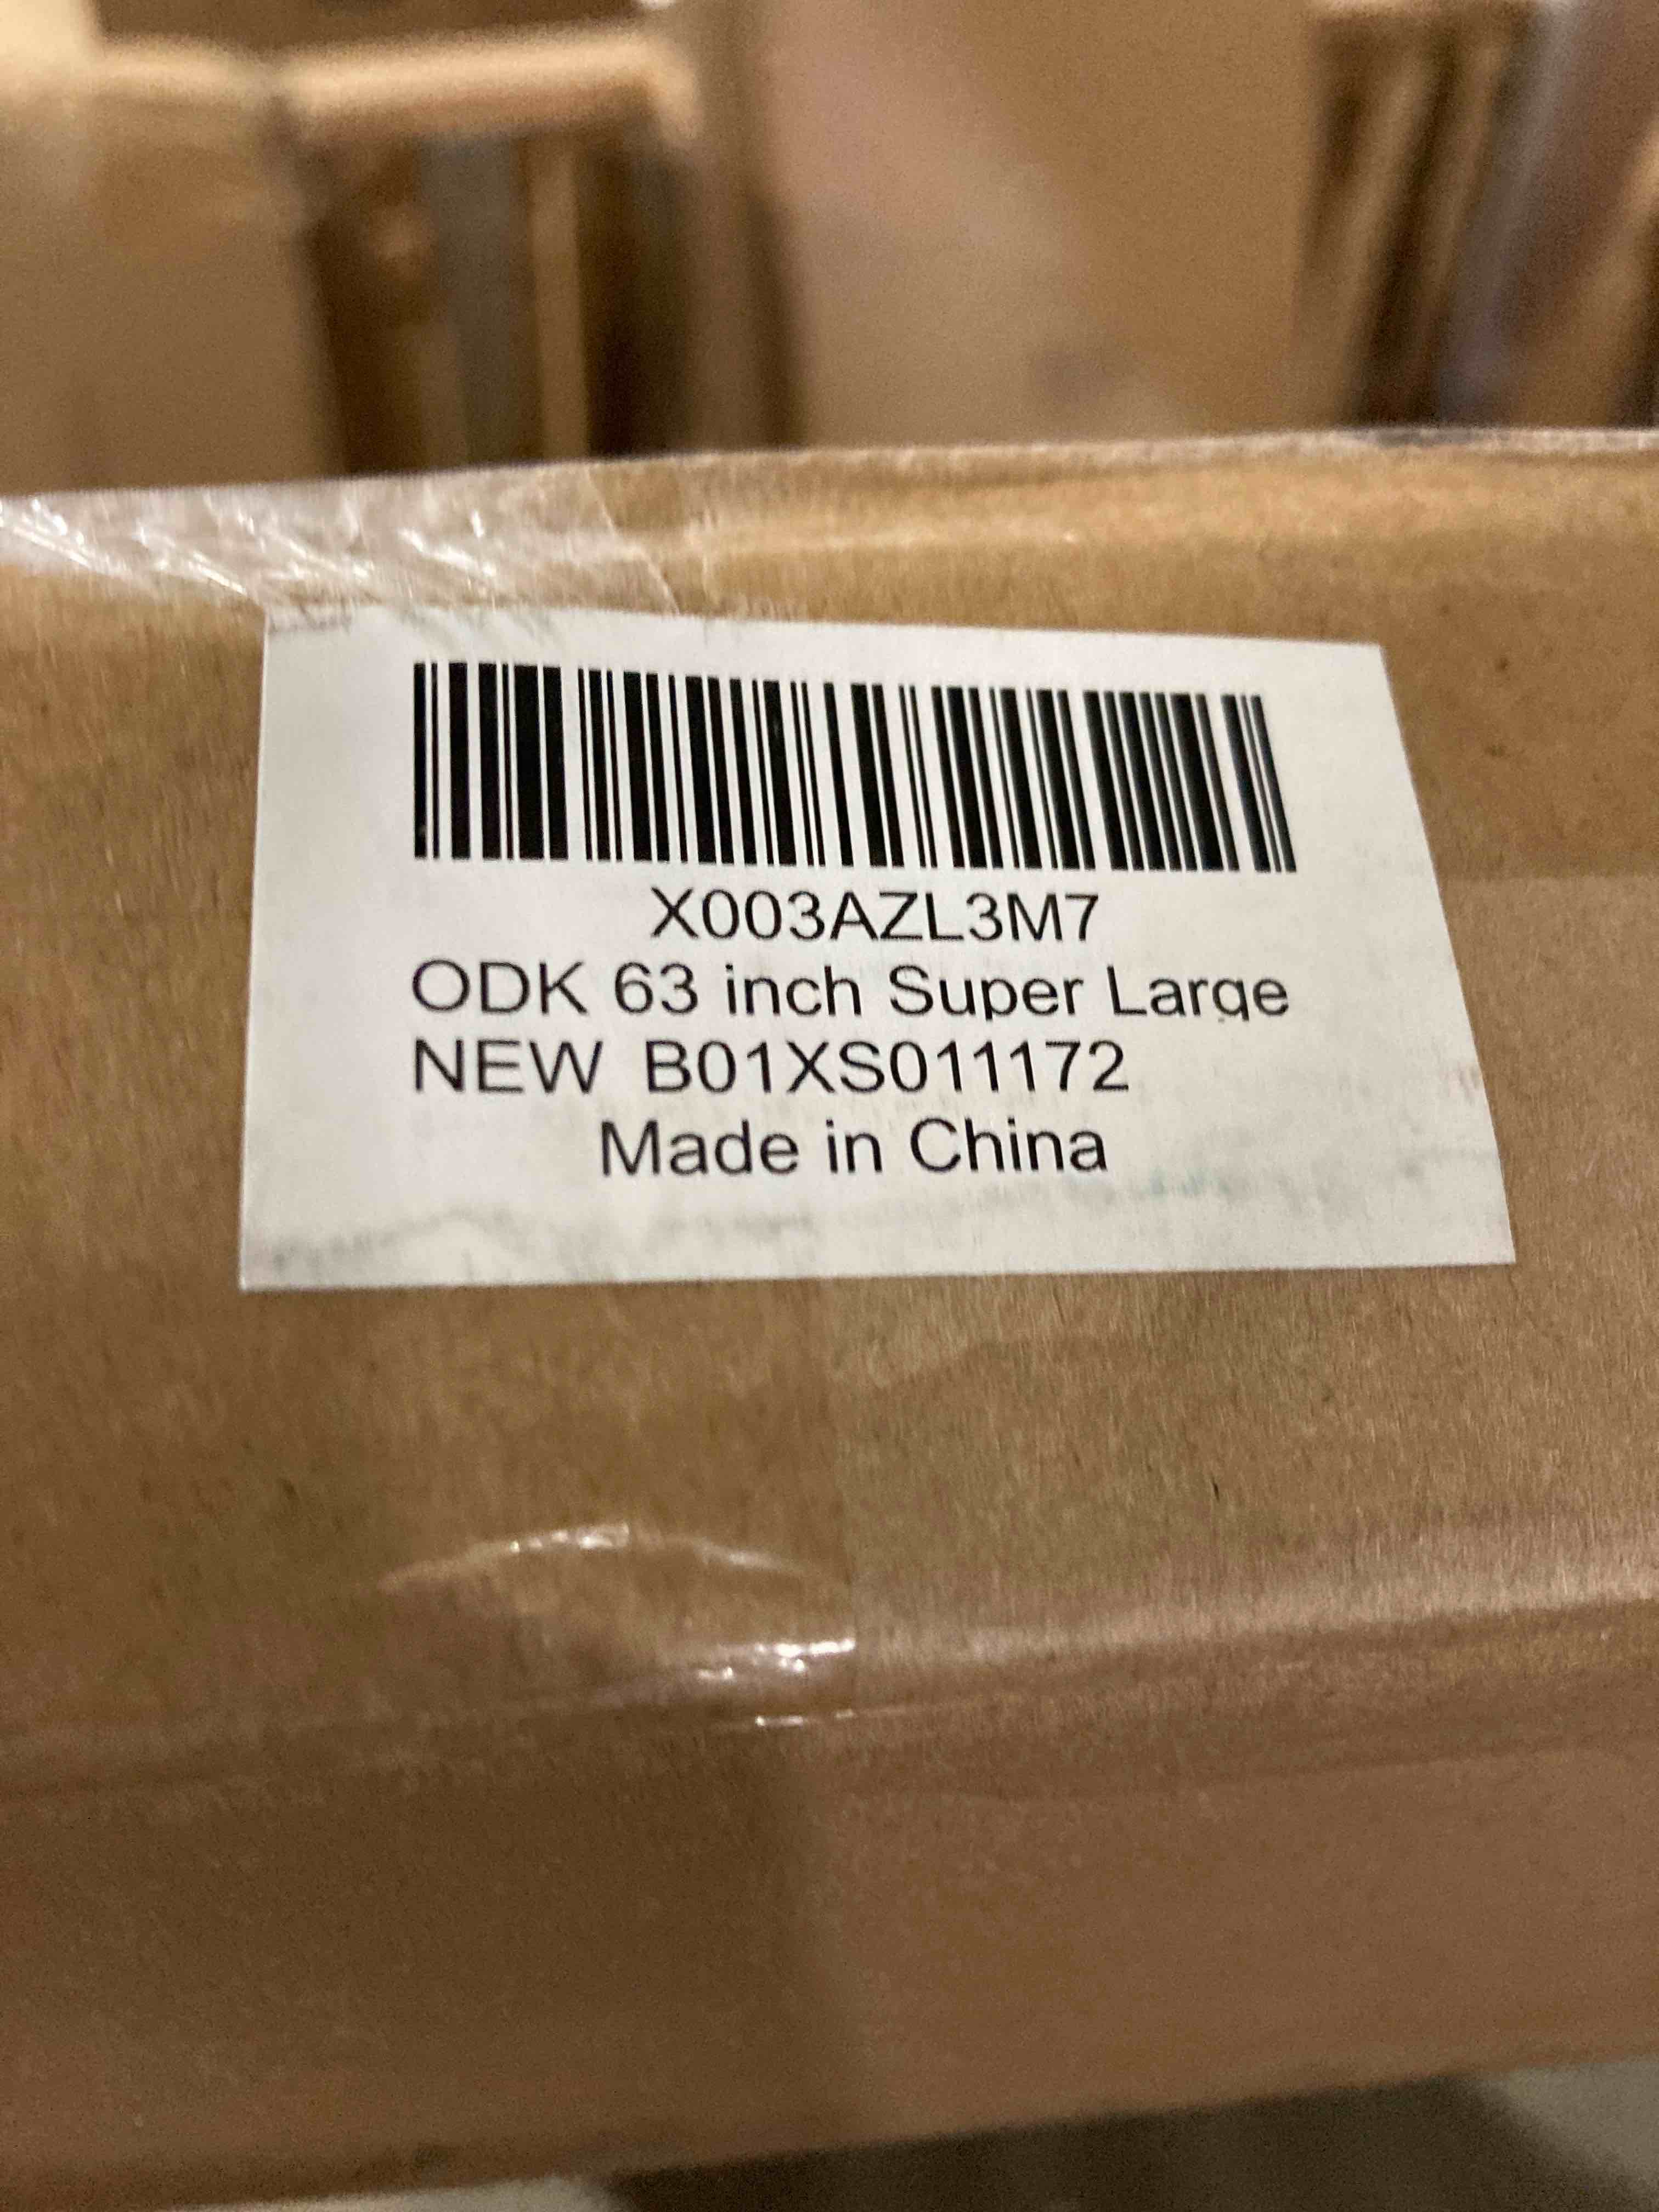 X003AZL3M7
ODK 63 inch Super Large
NEW B01XS011172
Made in China